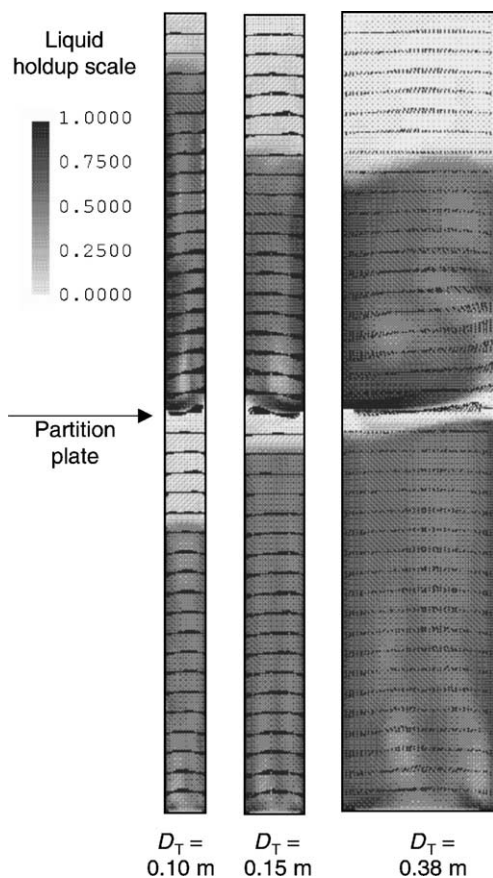 Liquid
holdup scale
1.0000
0.7500
0.5000
0.2500
0.0000
Partition
plate
D_T =
0.10 m
D_T =
0.15 m
D_T =
0.38 m